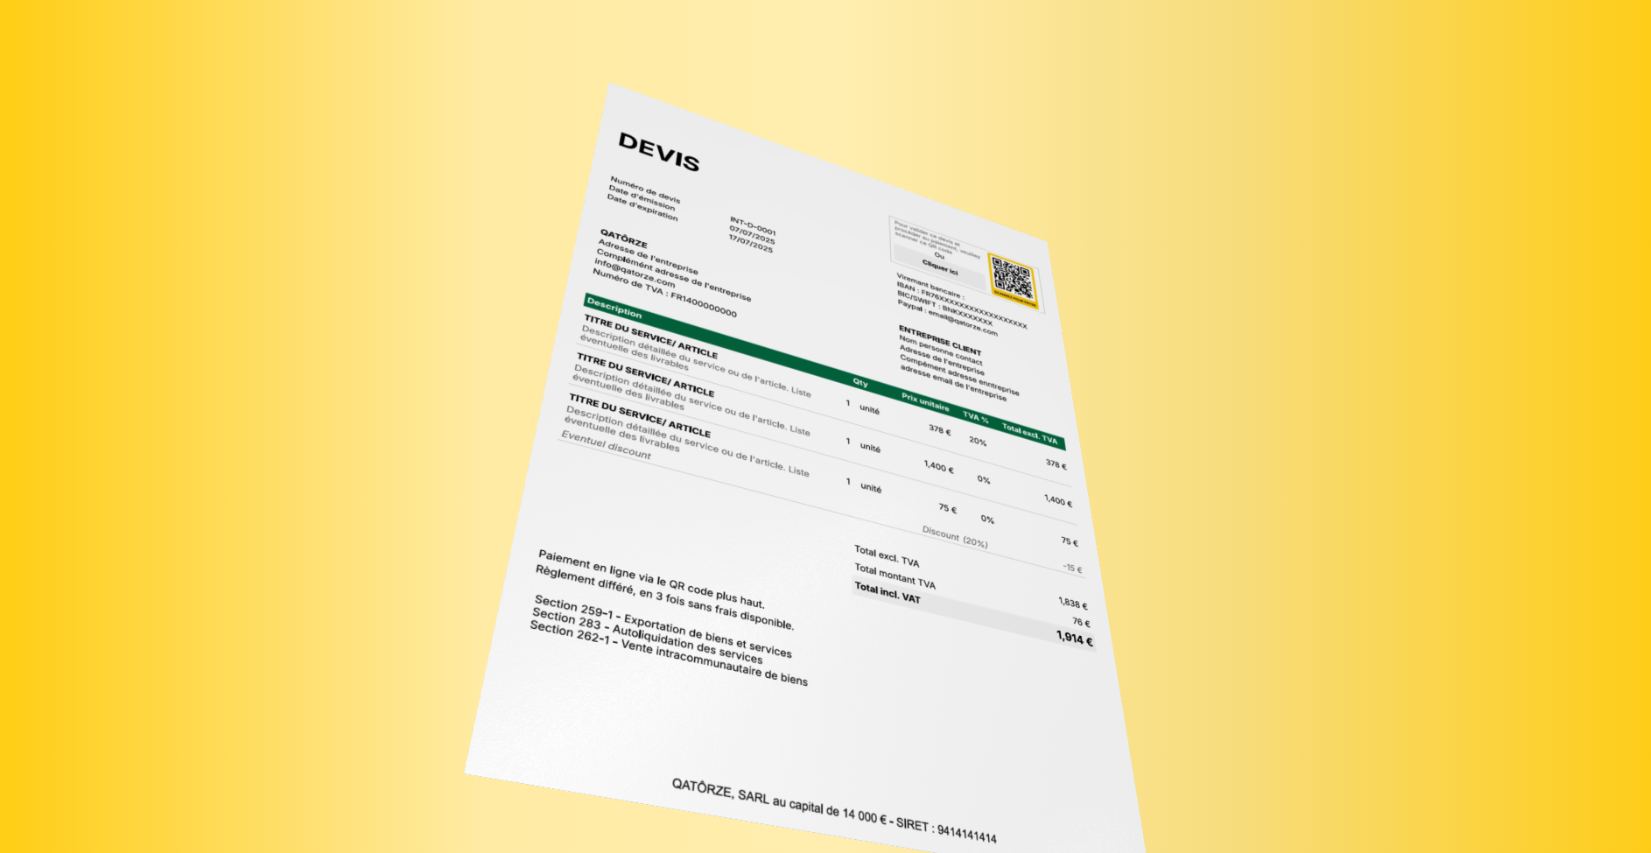 DEVIS
Numéro de devis
Date d'émission
Date d'expiration
INT-D-0001
07/07/2025
17/07/2025
Pour valider ce devis et
procéder au paiement, veuillez
scanner ce QR code
Ou
Cliquer ici
QATÔRZE
Adresse de l'entreprise
Complément adresse de l'entreprise
info@qatorze.com
Numéro de TVA : FR1400000000
Virement bancaire :
IBAN : FR76XXXXXXXXXXXXXXXXXXX
BIC/SWIFT : BNKXXXXXXX
Paypal : email@qatorze.com
ENTREPRISE CLIENT
Nom personne contact
Adresse de l'entreprise
Compément adresse enntreprise
adresse email de l'entreprise
Description Qty Prix unitaire TVA % Total excl. TVA
TITRE DU SERVICE/ ARTICLE
Description détaillée du service ou de l'article. Liste
éventuelle des livrables
1 unité 378 € 20% 378 €
TITRE DU SERVICE/ ARTICLE
Description détaillée du service ou de l'article. Liste
éventuelle des livrables
1 unité 1,400 € 0% 1,400 €
TITRE DU SERVICE/ ARTICLE
Description détaillée du service ou de l'article. Liste
éventuelle des livrables
1 unité 75 € 0% 75 €
Eventuel discount
Discount (20%) -15 €
Total excl. TVA 1,838 €
Total montant TVA 76 €
Total incl. VAT 1,914 €
Paiement en ligne via le QR code plus haut.
Règlement différé, en 3 fois sans frais disponible.
Section 259-1 - Exportation de biens et services
Section 283 - Autoliquidation des services
Section 262-1 - Vente intracommunautaire de biens
QATÔRZE, SARL au capital de 14 000 € - SIRET : 9414141414